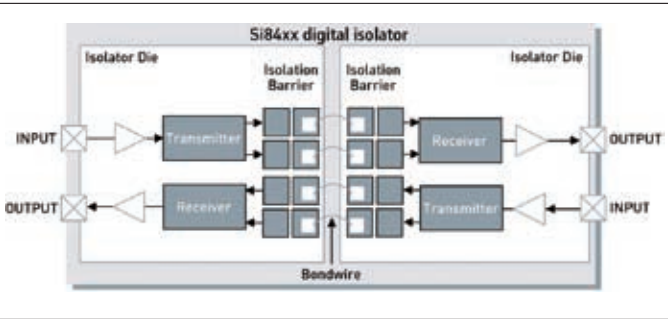 Si84xx digital isolator
Isolator Die
Isolator Die
Isolation
Barrier
Isolation
Barrier
INPUT
Transmitter
Receiver
OUTPUT
OUTPUT
Receiver
Transmitter
INPUT
Bondwire